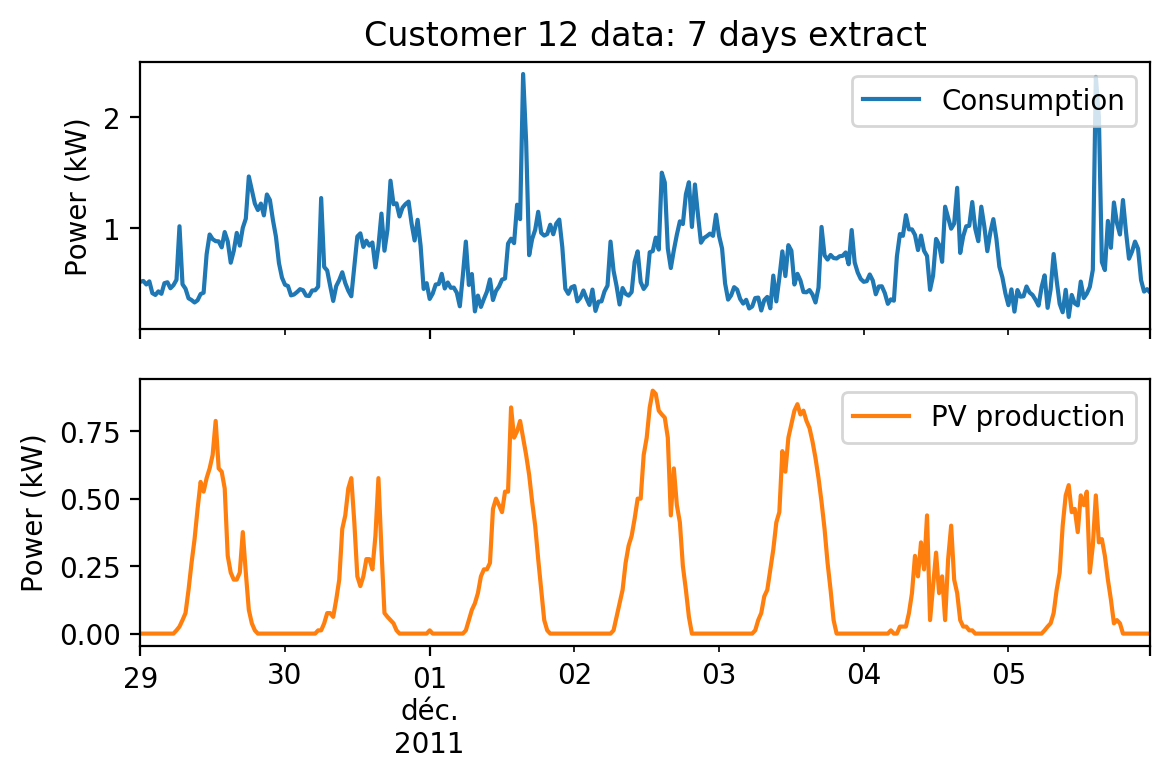 Customer 12 data: 7 days extract
Power (kW)
2
1
Consumption
Power (kW)
0.75
0.50
0.25
0.00
PV production
29 30 01 02 03 04 05
déc.
2011